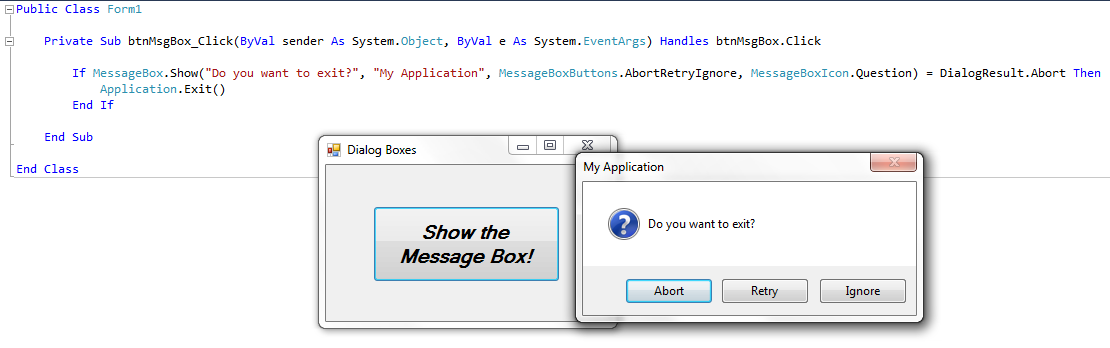 Public Class Form1
Private Sub btnMsgBox_Click(ByVal sender As System.Object, ByVal e As System.EventArgs) Handles btnMsgBox.Click
If MessageBox.Show("Do you want to exit?", "My Application", MessageBoxButtons.AbortRetryIgnore, MessageBoxIcon.Question) = DialogResult.Abort Then
Application.Exit()
End If
End Sub
End Class
Dialog Boxes
Show the
Message Box!
My Application
Do you want to exit?
Abort
Retry
Ignore